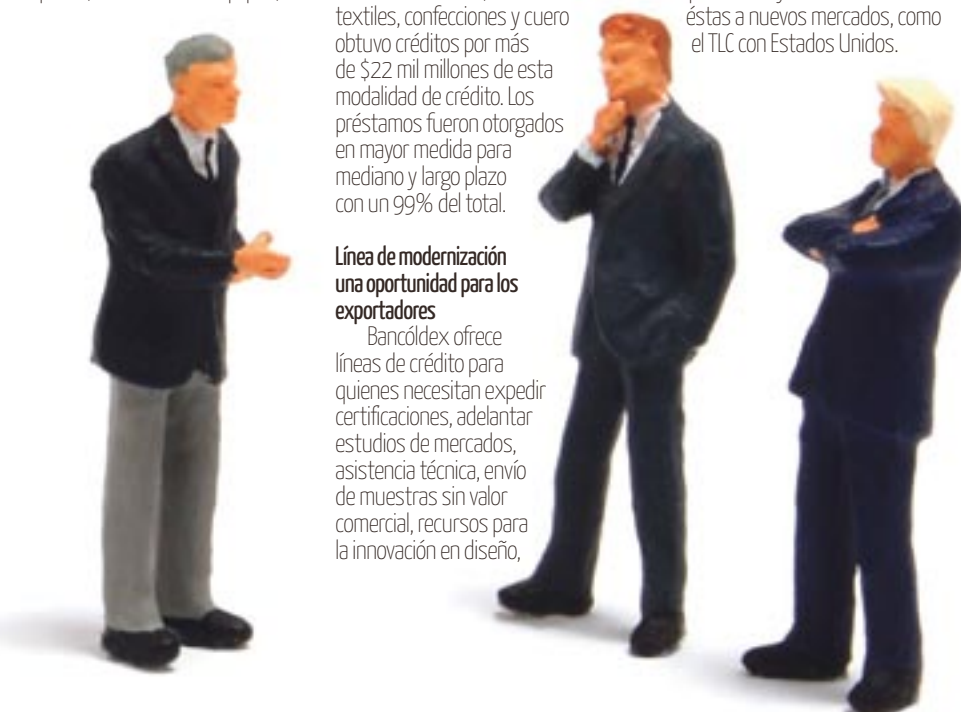 textiles, confecciones y cuero
obtuvo créditos por más
de $22 mil millones de esta
modalidad de crédito. Los
préstamos fueron otorgados
en mayor medida para
mediano y largo plazo
con un 99% del total.
Línea de modernización
una oportunidad para los
exportadores
Bancóldex ofrece
líneas de crédito para
quienes necesitan expedir
certificaciones, adelantar
estudios de mercados,
asistencia técnica, envío
de muestras sin valor
comercial, recursos para
la innovación en diseño,
éstas a nuevos mercados, como
el TLC con Estados Unidos.